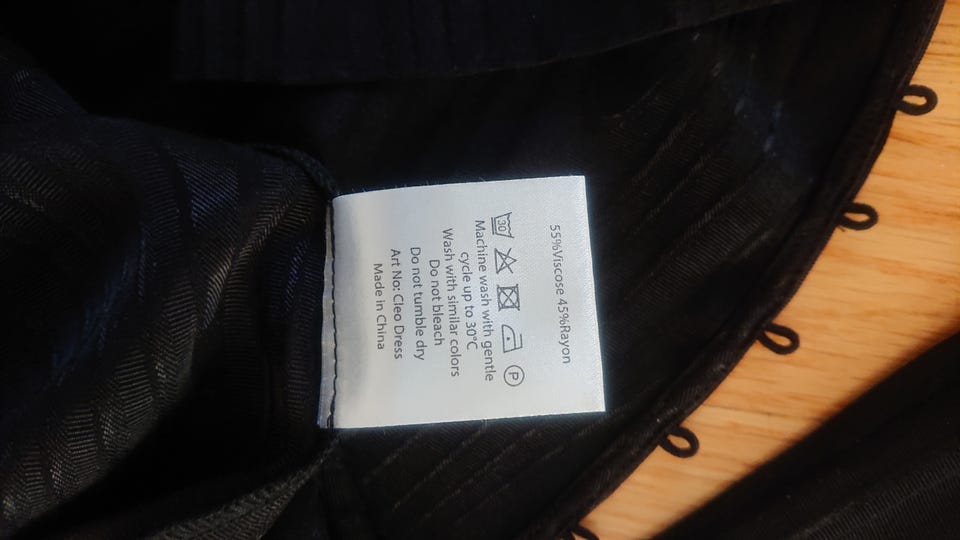 55%Viscose 45%Rayon
30 P
Machine wash with gentle
cycle up to 30°C
Wash with similar colors
Do not bleach
Do not tumble dry
Art No: Cleo Dress
Made in China